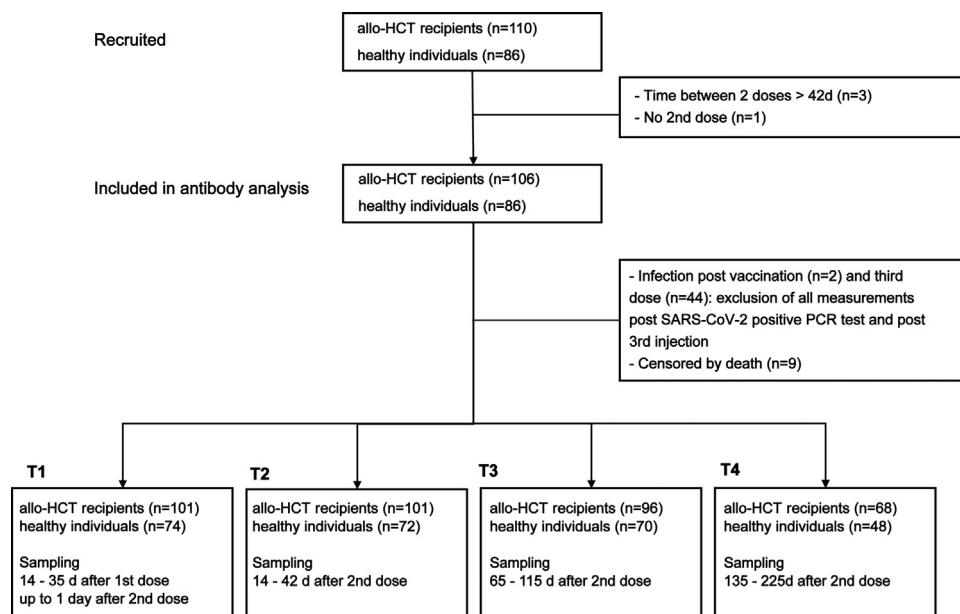 Recruited
allo-HCT recipients (n=110)
healthy individuals (n=86)
- Time between 2 doses > 42d (n=3)
- No 2nd dose (n=1)
Included in antibody analysis
allo-HCT recipients (n=106)
healthy individuals (n=86)
- Infection post vaccination (n=2) and third
dose (n=44): exclusion of all measurements
post SARS-CoV-2 positive PCR test and post
3rd injection
- Censored by death (n=9)
T1
allo-HCT recipients (n=101)
healthy individuals (n=74)
Sampling
14 - 35 d after 1st dose
up to 1 day after 2nd dose
T2
allo-HCT recipients (n=101)
healthy individuals (n=72)
Sampling
14 - 42 d after 2nd dose
T3
allo-HCT recipients (n=96)
healthy individuals (n=70)
Sampling
65 - 115 d after 2nd dose
T4
allo-HCT recipients (n=68)
healthy individuals (n=48)
Sampling
135 - 225d after 2nd dose